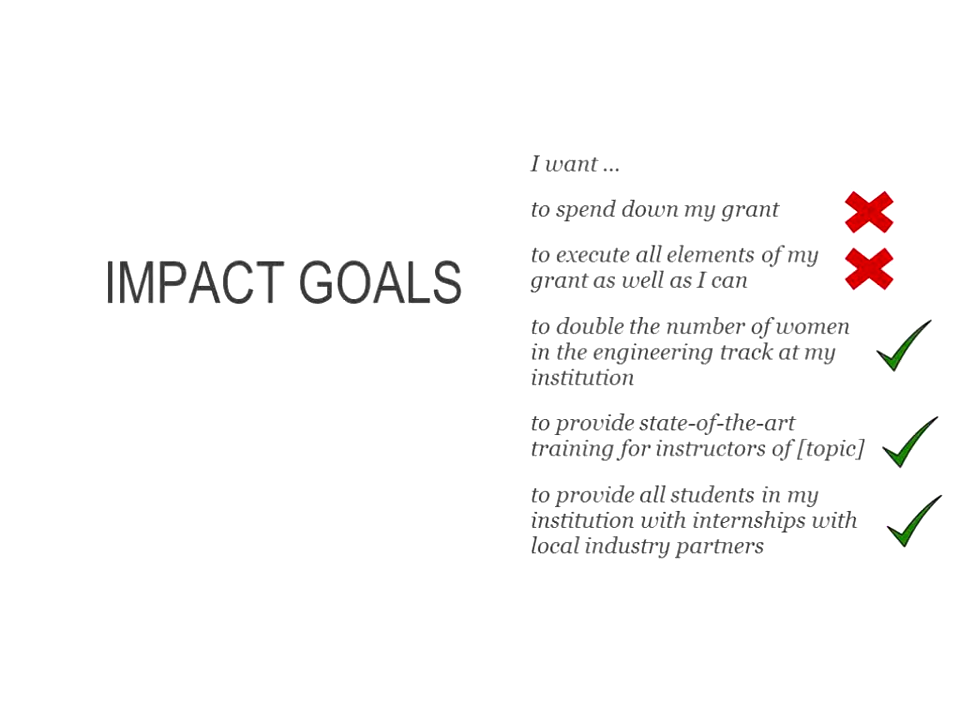 IMPACT GOALS
I want ...
to spend down my grant
to execute all elements of my
grant as well as I can
to double the number of women
in the engineering track at my
institution
to provide state-of-the-art
training for instructors of [topic]
to provide all students in my
institution with internships with
local industry partners